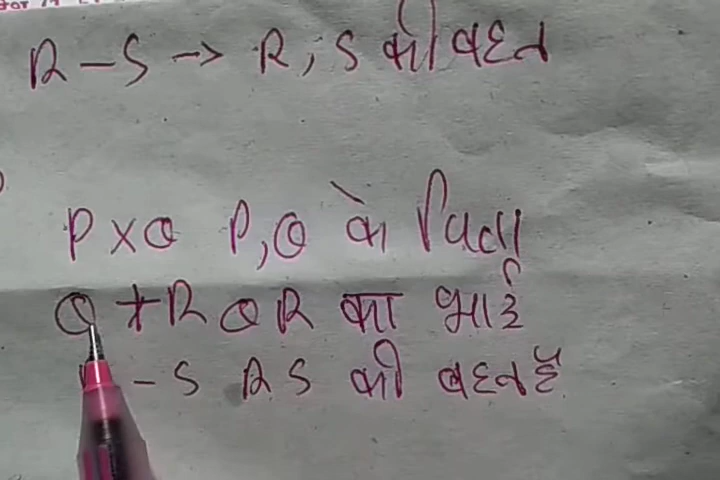 R - S → R, S की बहन
P × Q P, Q के पिता
Q + R Q R का भाई
- S R S की बहन है